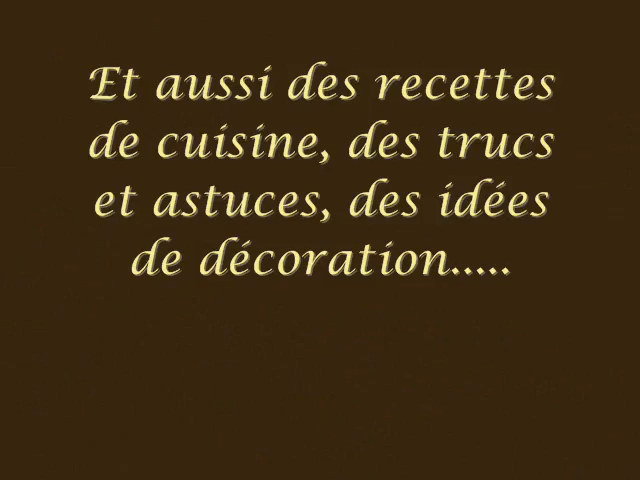 Et aussi des recettes
de cuisine, des trucs
et astuces, des idées
de décoration.....